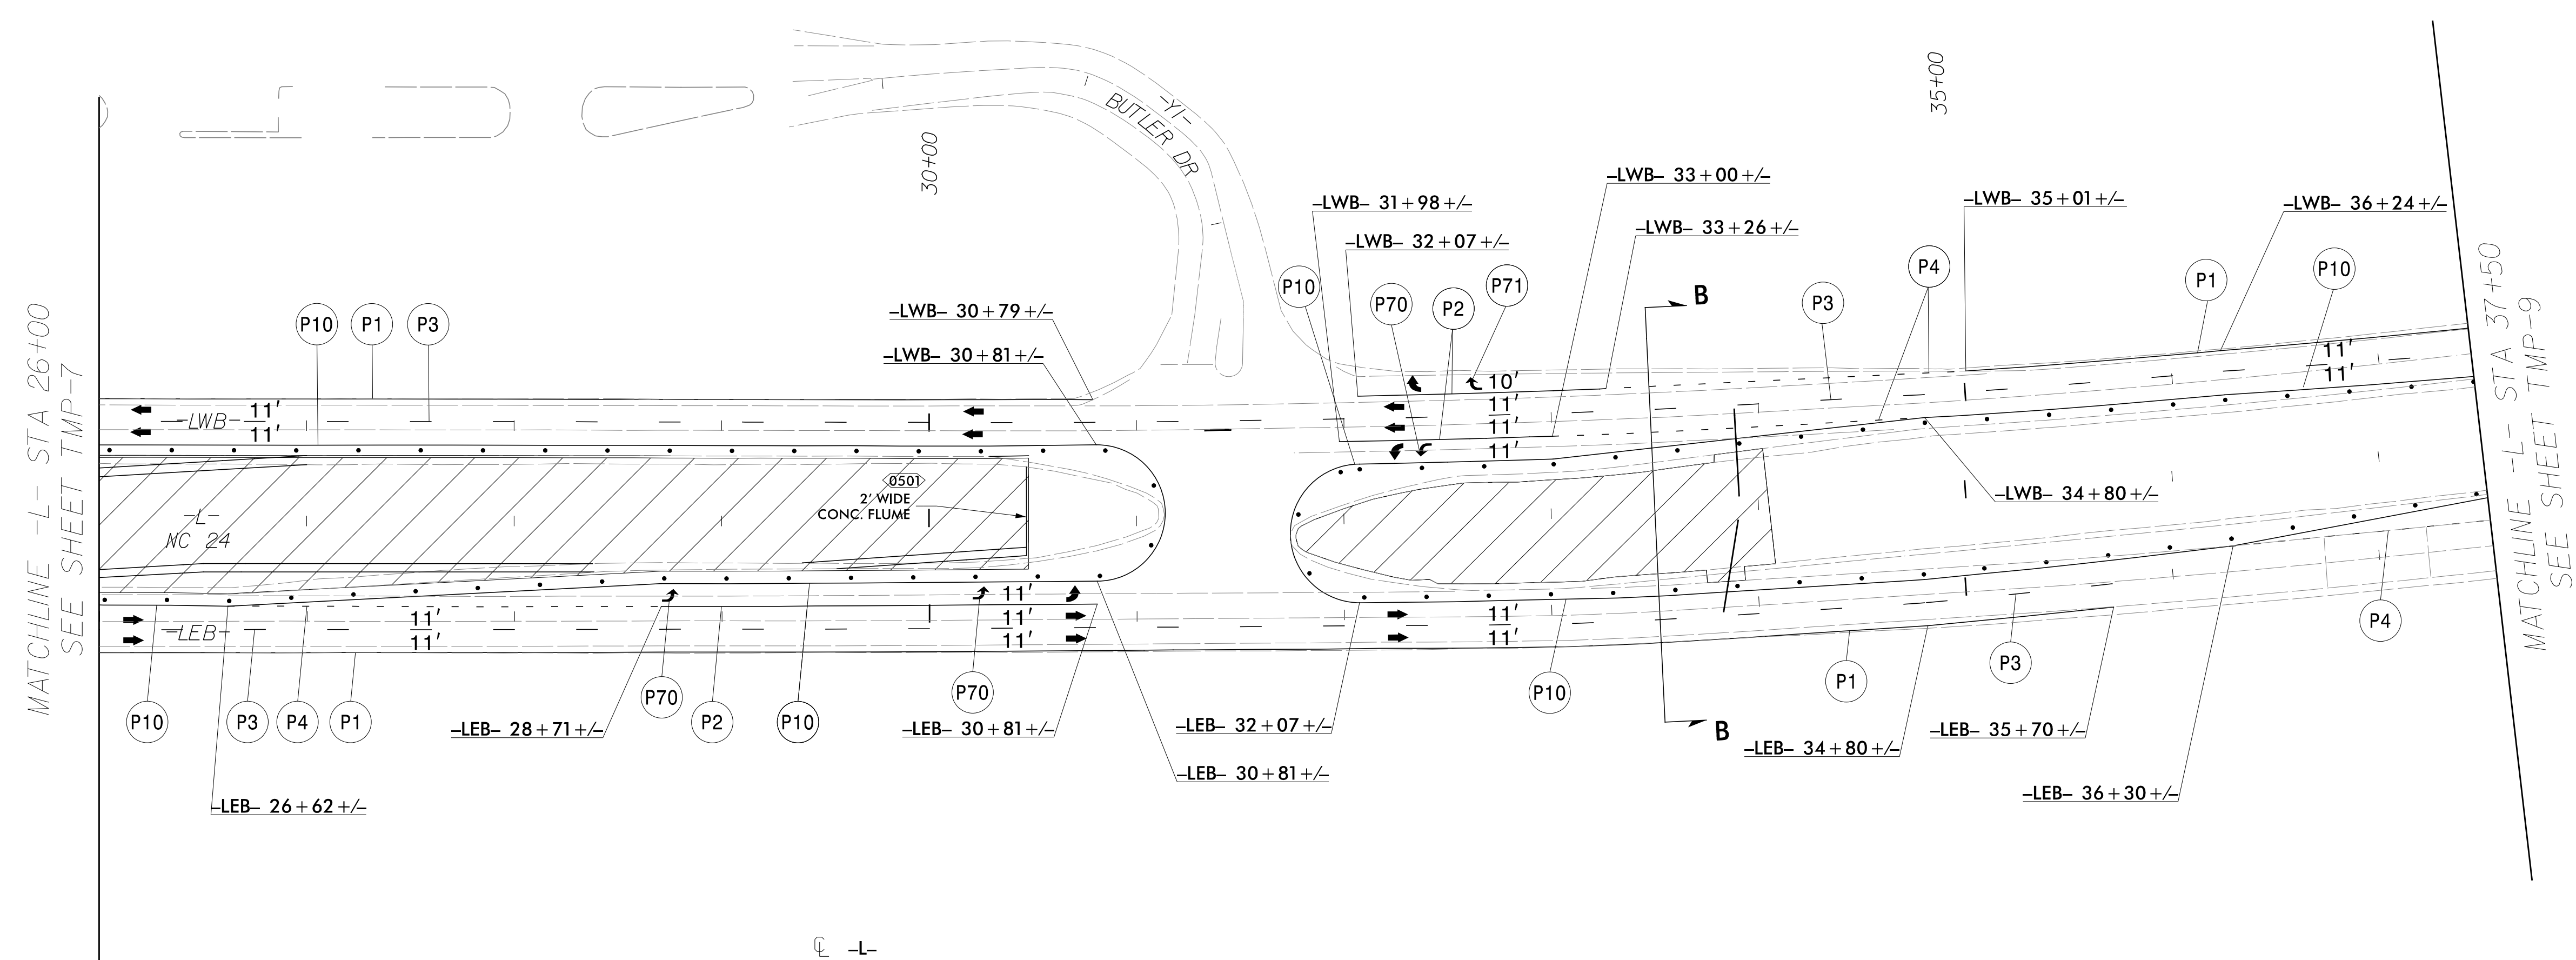 MATCHLINE -L- STA 26+00
SEE SHEET TMP-7
30+00
-Y1-
BUTLER DR
35+00
-LWB- 33+00 +/-
-LWB- 31+98 +/-
-LWB- 35+01 +/-
-LWB- 36+24 +/-
-LWB- 33+26 +/-
-LWB- 32+07 +/-
MATCHLINE -L- STA 37+50
SEE SHEET TMP-9
P10
P70
P2
P71
P3
P4
P1
P10
B
-LWB- 30+79 +/-
P10
P1
P3
-LWB- 30+81 +/-
11'
11'
10'
11'
11'
11'
-LWB-
11'
11'
0501
2' WIDE
CONC. FLUME
-L-
NC 24
-LWB- 34+80 +/-
11'
11'
11'
11'
11'
11'
11'
-LEB-
P4
P3
P1
P10
P70
P70
P10
P3
P4
P1
P2
P10
-LEB- 28+71 +/-
-LEB- 30+81 +/-
-LEB- 32+07 +/-
B
-LEB- 35+70 +/-
-LEB- 34+80 +/-
-LEB- 30+81 +/-
-LEB- 36+30 +/-
-LEB- 26+62 +/-
℄ -L-